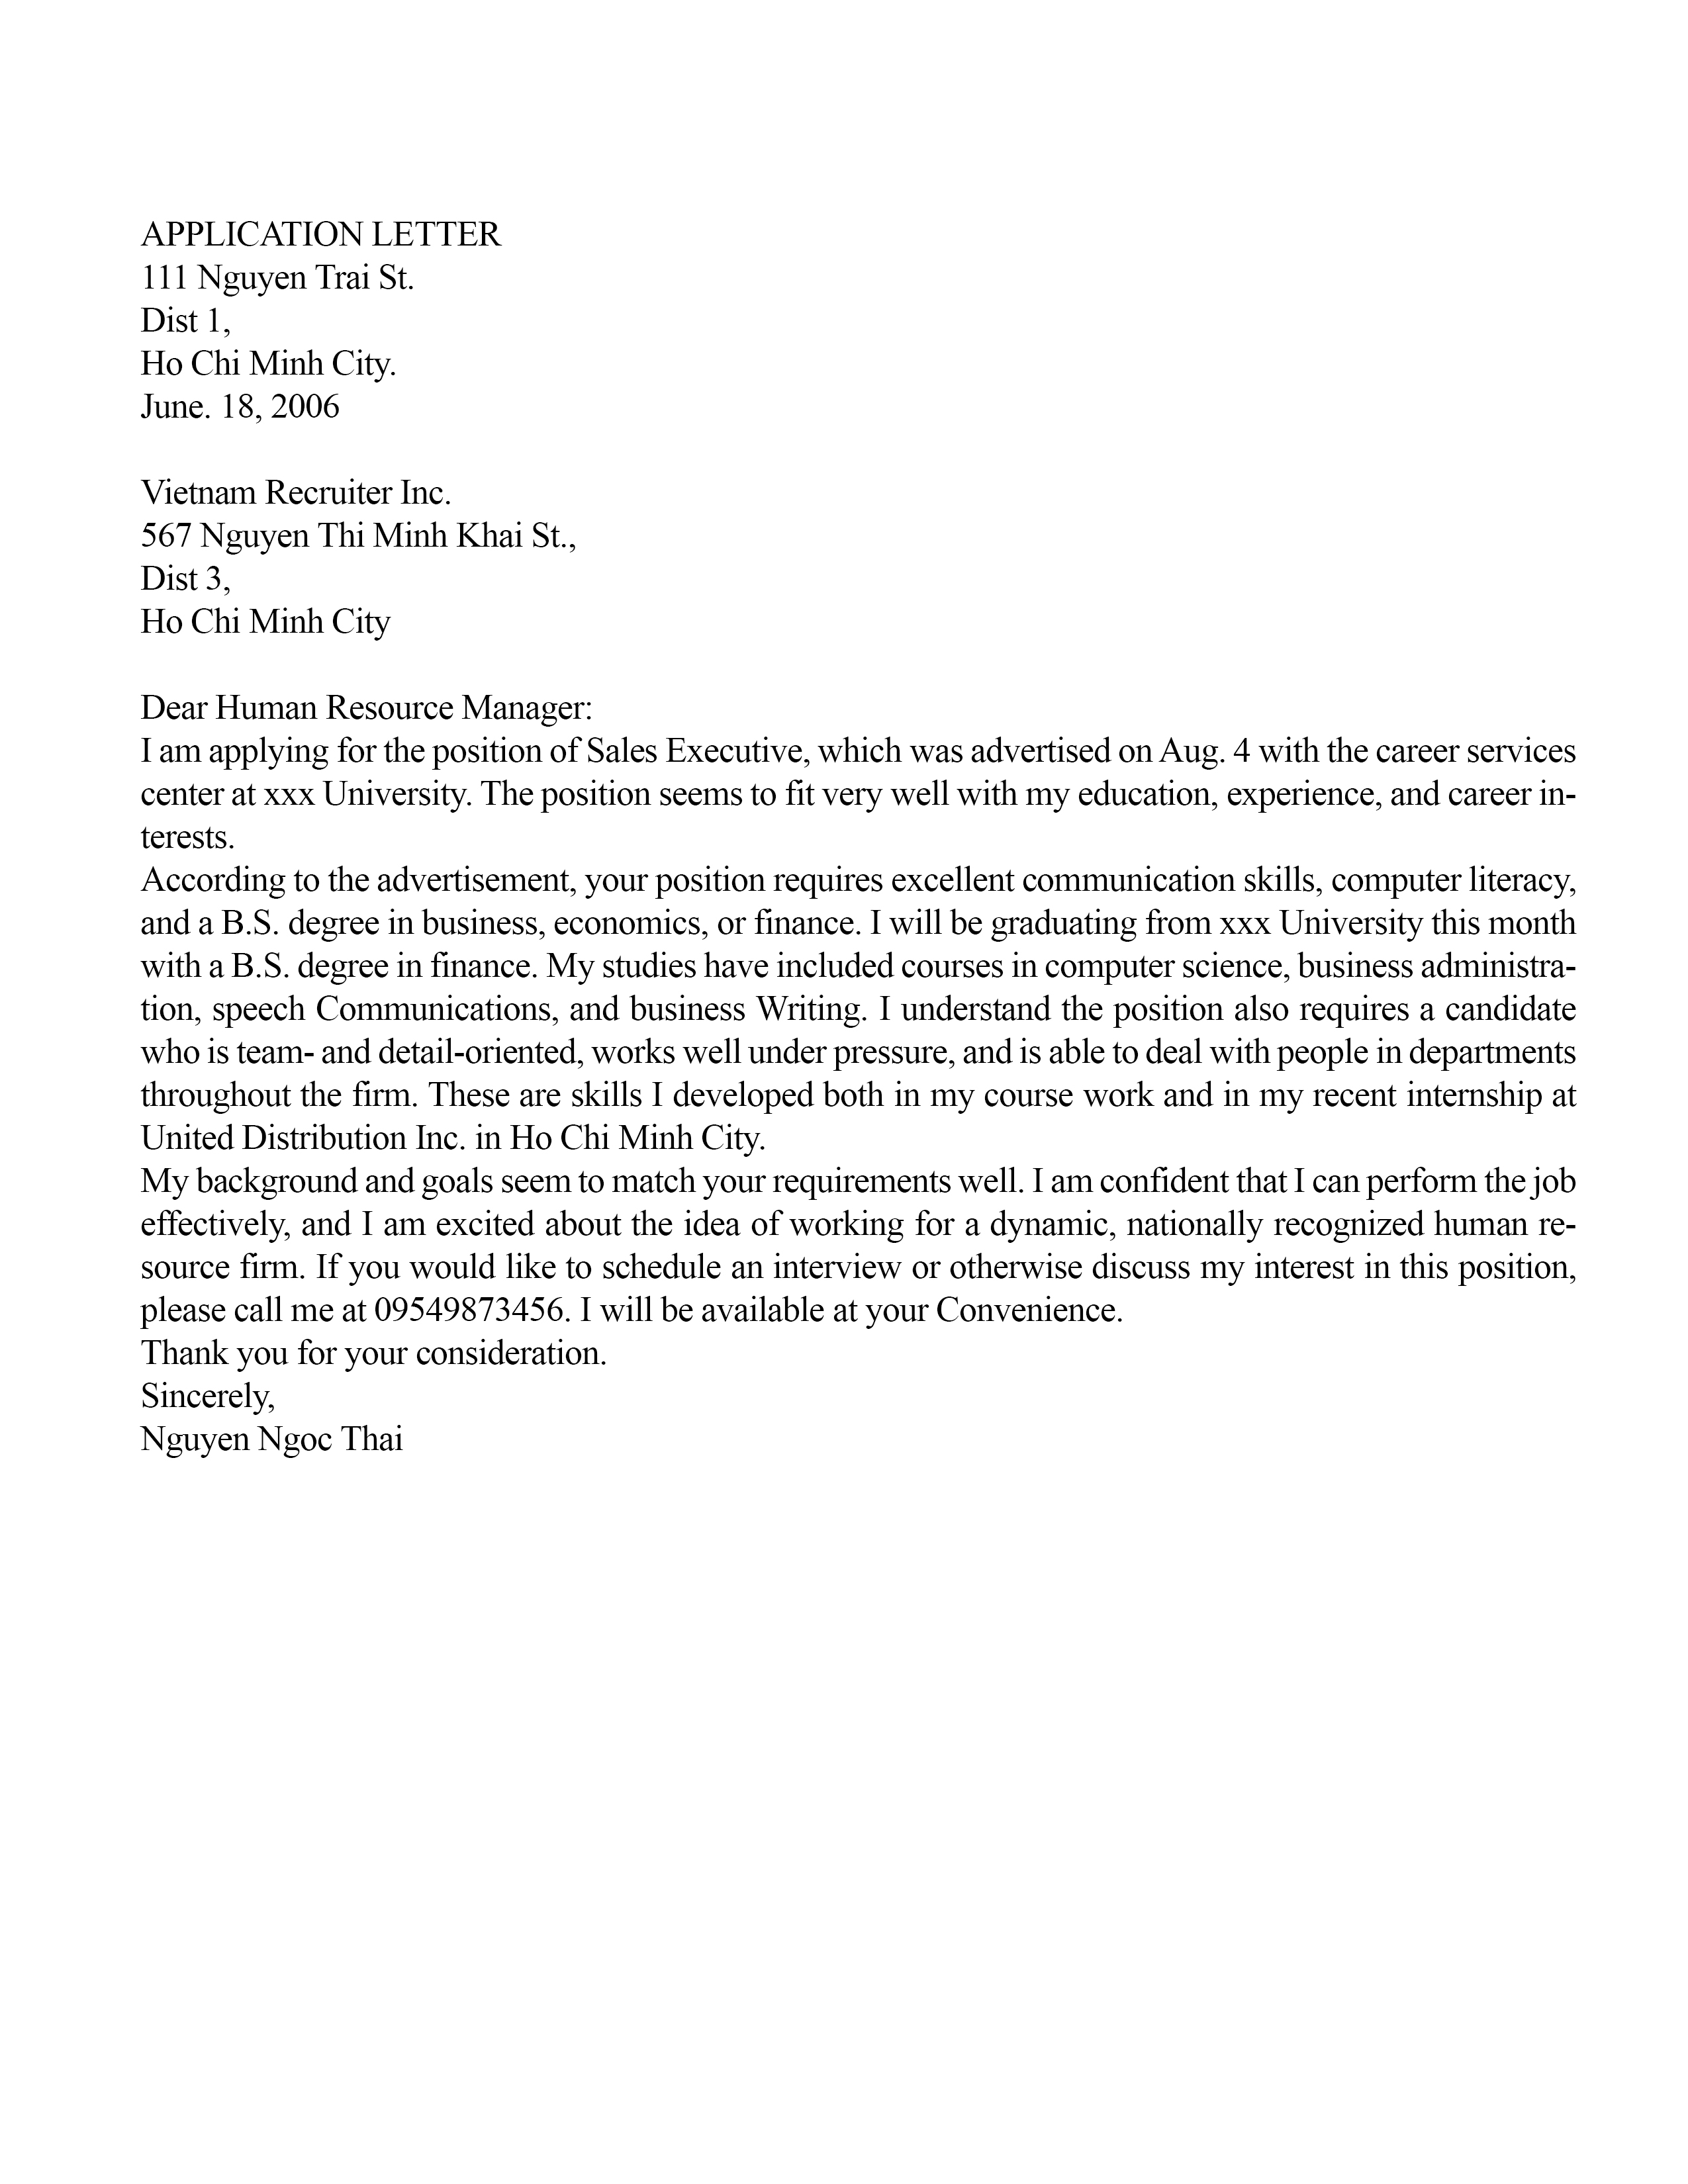 APPLICATION LETTER
111 Nguyen Trai St.
Dist 1,
Ho Chi Minh City.
June. 18, 2006
Vietnam Recruiter Inc.
567 Nguyen Thi Minh Khai St.,
Dist 3,
Ho Chi Minh City
Dear Human Resource Manager:
I am applying for the position of Sales Executive, which was advertised on Aug. 4 with the career services
center at xxx University. The position seems to fit very well with my education, experience, and career in-
terests.
According to the advertisement, your position requires excellent communication skills, computer literacy,
and a B.S. degree in business, economics, or finance. I will be graduating from xxx University this month
with a B.S. degree in finance. My studies have included courses in computer science, business administra-
tion, speech Communications, and business Writing. I understand the position also requires a candidate
who is team- and detail-oriented, works well under pressure, and is able to deal with people in departments
throughout the firm. These are skills I developed both in my course work and in my recent internship at
United Distribution Inc. in Ho Chi Minh City.
My background and goals seem to match your requirements well. I am confident that I can perform the job
effectively, and I am excited about the idea of working for a dynamic, nationally recognized human re-
source firm. If you would like to schedule an interview or otherwise discuss my interest in this position,
please call me at 09549873456. I will be available at your Convenience.
Thank you for your consideration.
Sincerely,
Nguyen Ngoc Thai